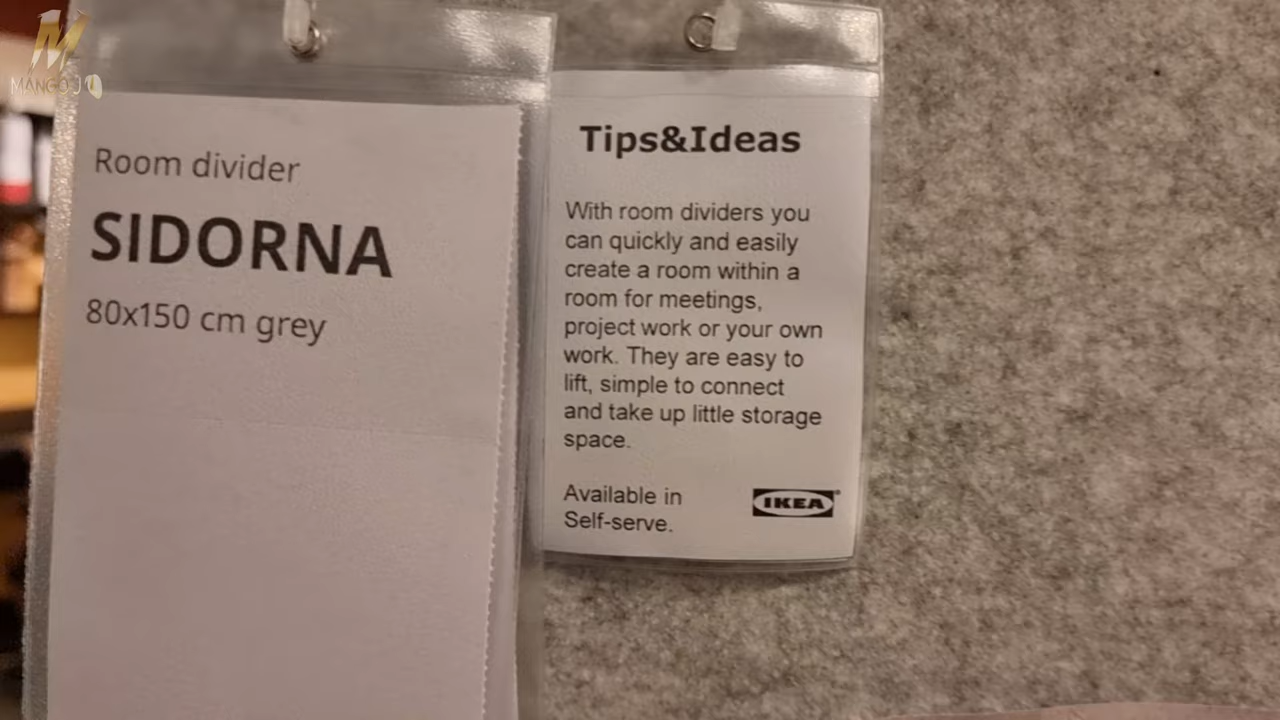 MANGOJO
Room divider
SIDORNA
80x150 cm grey
Tips&Ideas
With room dividers you
can quickly and easily
create a room within a
room for meetings,
project work or your own
work. They are easy to
lift, simple to connect
and take up little storage
space.
Available in
Self-serve.
IKEA